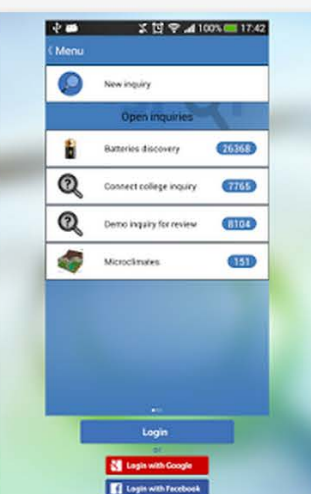 100% 17:42
Menu
New inquiry
Open inquiries
Batteries discovery 26368
Connect college inquiry 7765
Demo inquiry for review 8104
Microclimates 151
Login
or
Login with Google
Login with Facebook